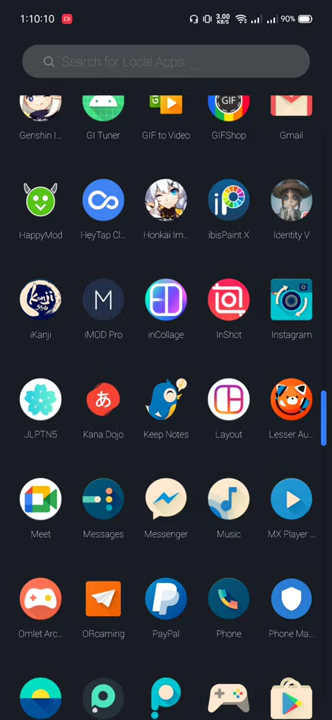 1:10:10
3.00
KB/S
90%
Search for Local Apps
Genshin I...
GI Tuner
GIF to Video
GIFShop
Gmail
GIF
HappyMod
HeyTap Cl...
Honkai Im...
ibisPaint X
Identity V
iKanji
iMOD Pro
inCollage
InShot
Instagram
JLPTN5
Kana Dojo
Keep Notes
Layout
Lesser Au...
あ
Meet
Messages
Messenger
Music
MX Player ...
Omlet Arc...
ORoaming
PayPal
Phone
Phone Ma...